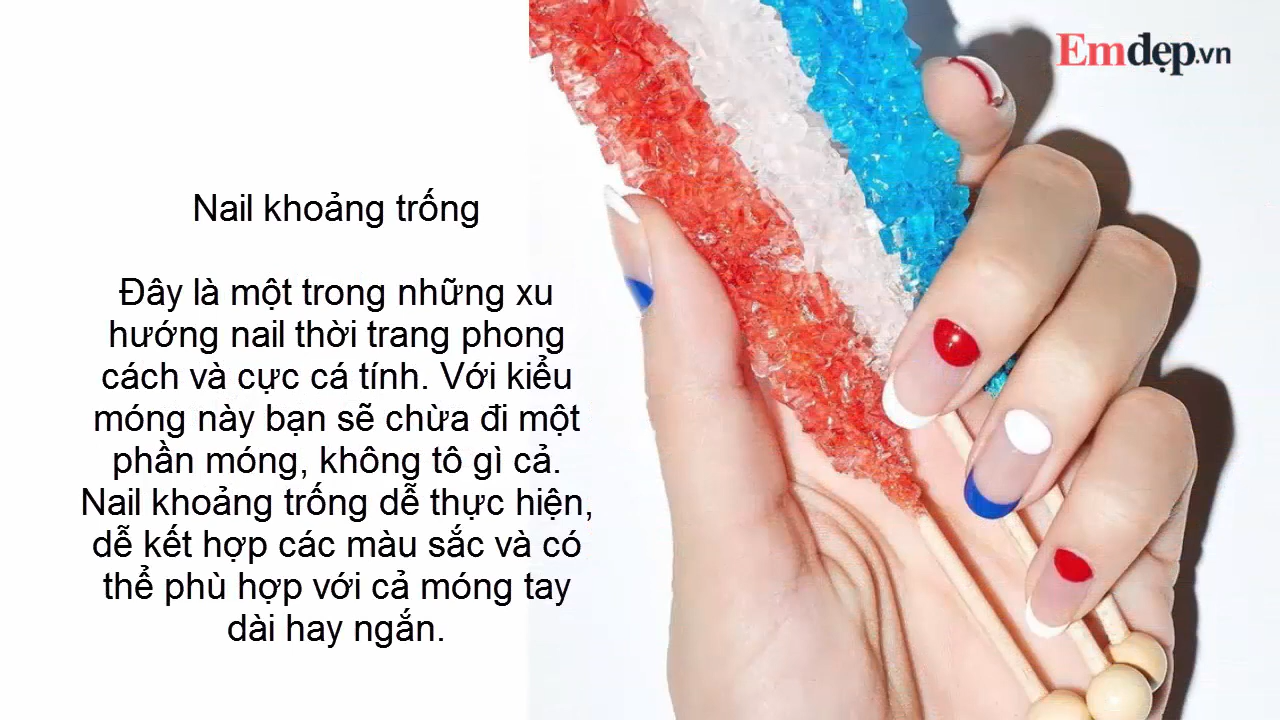 Emdẹp.vn
Nail khoảng trống
Đây là một trong những xu
hướng nail thời trang phong
cách và cực cá tính. Với kiểu
móng này bạn sẽ chừa đi một
phần móng, không tô gì cả.
Nail khoảng trống dễ thực hiện,
dễ kết hợp các màu sắc và có
thể phù hợp với cả móng tay
dài hay ngắn.